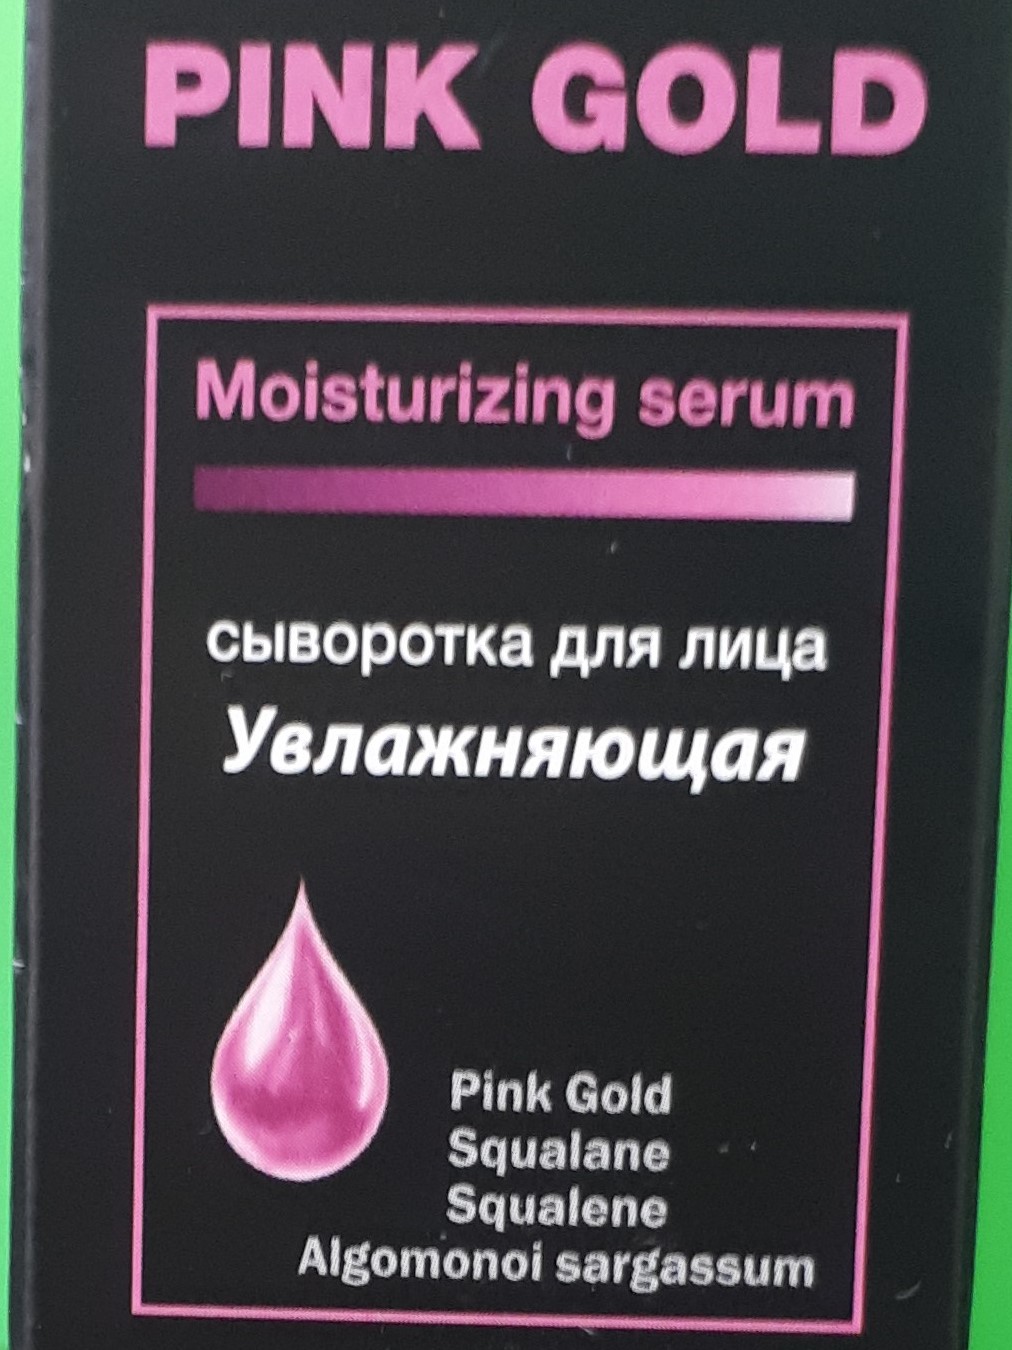 PINK GOLD
Moisturizing serum
сыворотка для лица
Увлажняющая
Pink Gold
Squalane
Squalene
Algomonoi sargassum